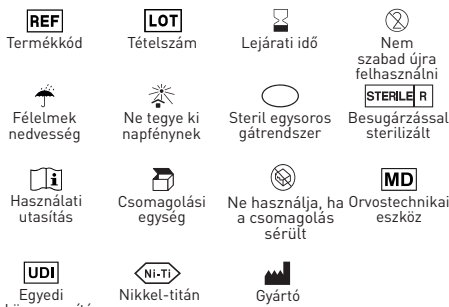 REF LOT
Termékkód Tételszám Lejárati idő Nem
szabad újra
felhasználni
STERILE R
Félelmek Ne tegye ki Steril egysoros Besugárzással
nedvesség napfénynek gátrendszer sterilizált
MD
Használati Csomagolási Ne használja, ha Orvostechnikai
utasítás egység a csomagolás eszköz
sérült
UDI Ni-Ti
Egyedi Nikkel-titán Gyártó